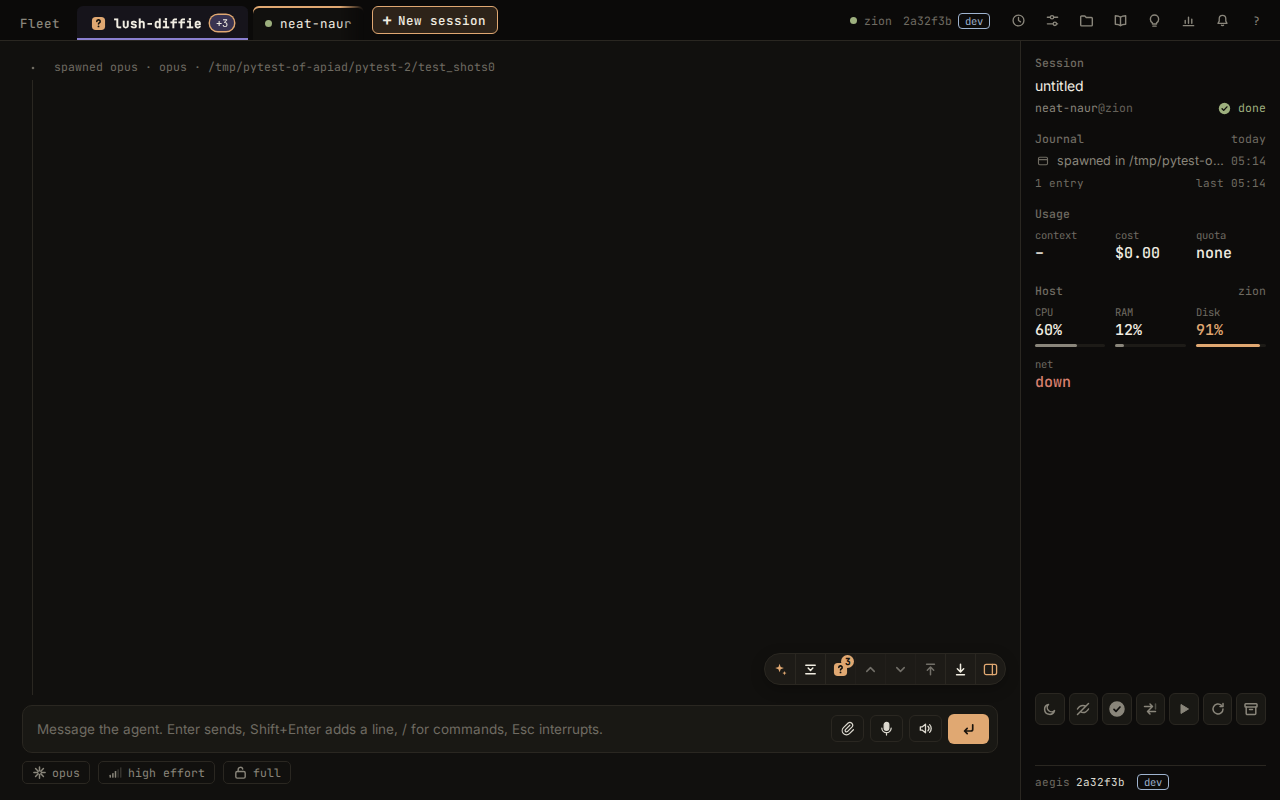 Fleet ? lush-diffie +3 neat-naur + New session zion 2a32f3b dev ?
spawned opus · opus · /tmp/pytest-of-apiad/pytest-2/test_shots0
Session
untitled
neat-naur@zion done
Journal today
spawned in /tmp/pytest-o... 05:14
1 entry last 05:14
Usage
context cost quota
– $0.00 none
Host zion
CPU RAM Disk
60% 12% 91%
net
down
? 3
Message the agent. Enter sends, Shift+Enter adds a line, / for commands, Esc interrupts.
opus high effort full
aegis 2a32f3b dev